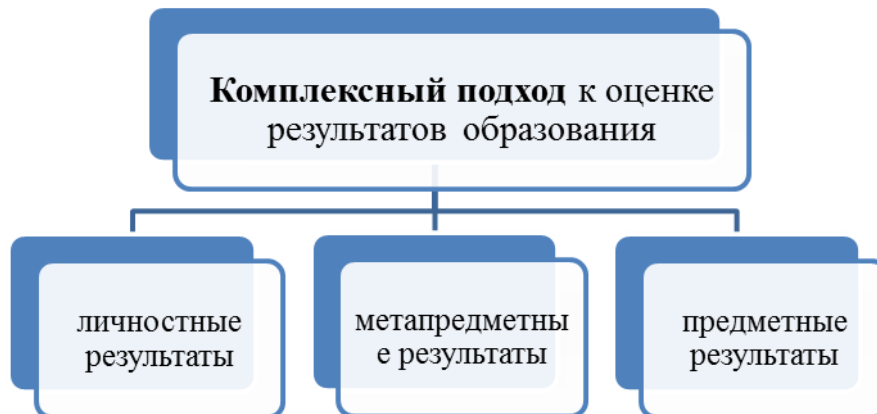 Комплексный подход к оценке
результатов образования
личностные
результаты
метапредметны
е результаты
предметные
результаты